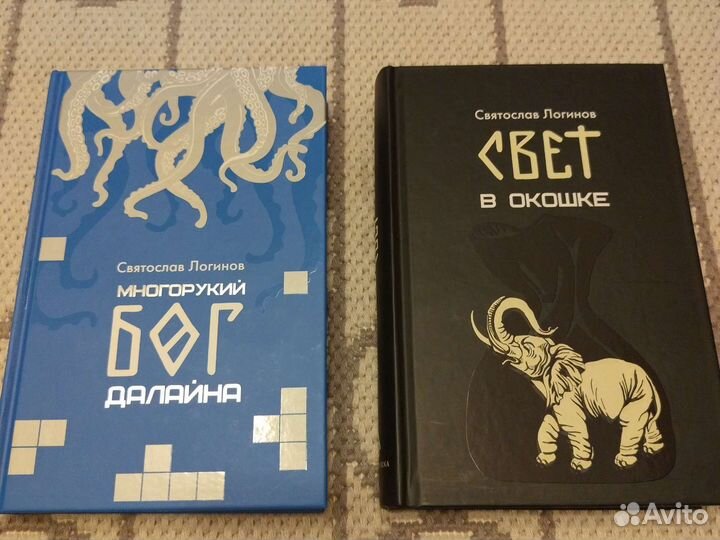 Святослав Логинов
МНОГОРУКИЙ
БОГ
ДАЛАЙНА
Святослав Логинов
СВЕТ
В ОКОШКЕ
Avito